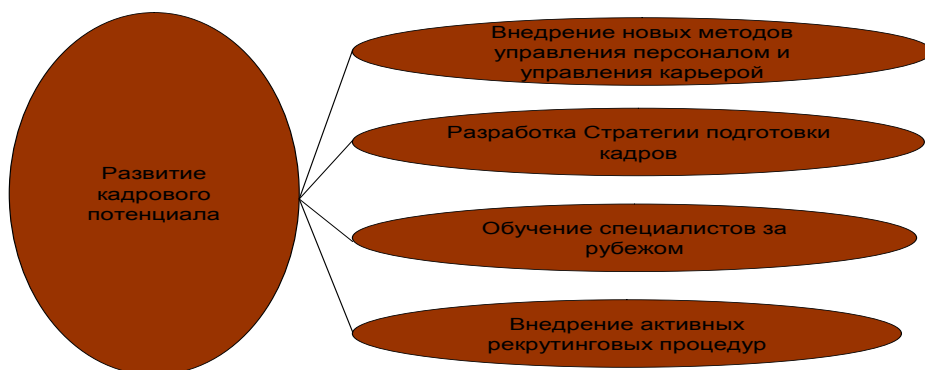 Развитие
кадрового
потенциала
Внедрение новых методов
управления персоналом и
управления карьерой
Разработка Стратегии подготовки
кадров
Обучение специалистов за
рубежом
Внедрение активных
рекрутинговых процедур